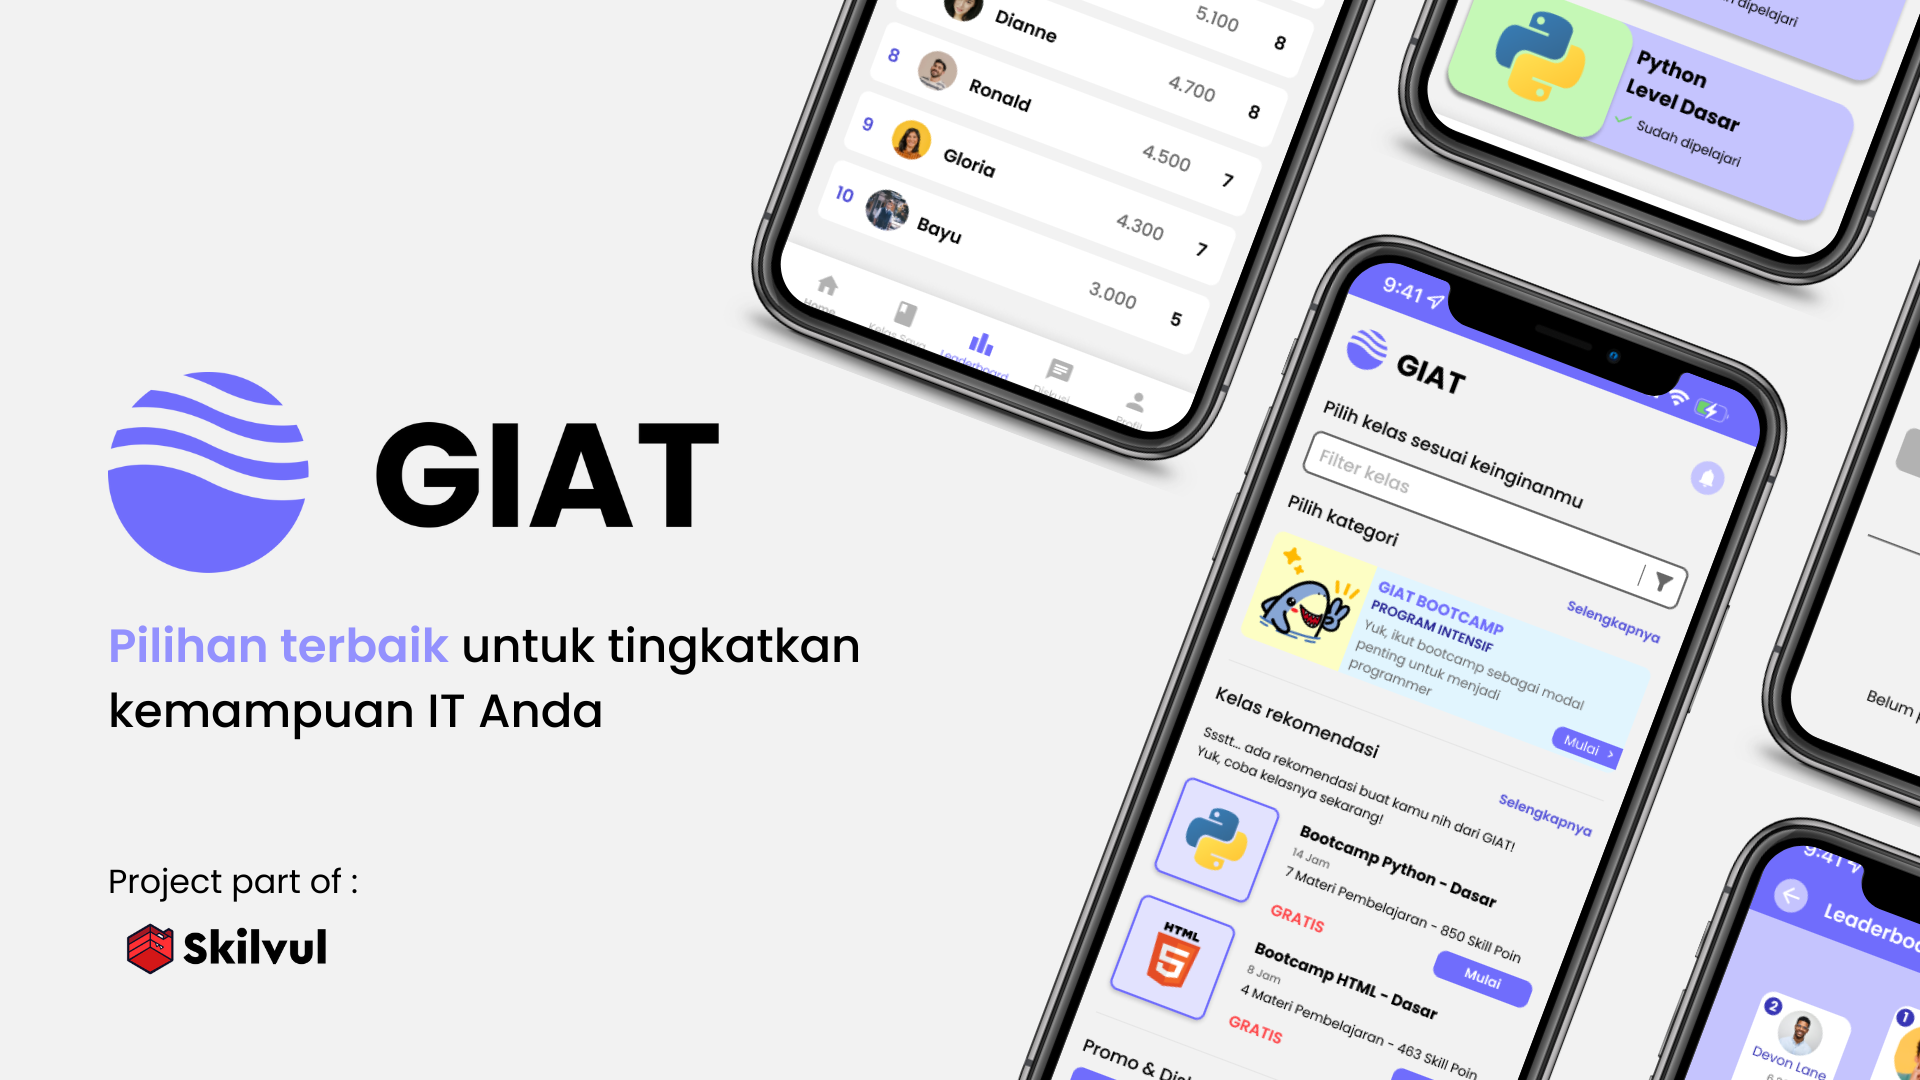 GIAT
Pilihan terbaik untuk tingkatkan
kemampuan IT Anda
Project part of :
Skilvul
Dianne 5.100 8
8 Ronald 4.700 8
9 Gloria 4.500 7
10 Bayu 4.300 7
3.000 5
Home
Kelas Saya
Leaderboard
Diskusi
Profil
dipelajari
Python
Level Dasar
Sudah dipelajari
9:41
GIAT
Pilih kelas sesuai keinginanmu
Filter kelas
Pilih kategori
Selengkapnya
GIAT BOOTCAMP
PROGRAM INTENSIF
Yuk, ikut bootcamp sebagai modal
penting untuk menjadi
programmer
Mulai >
Kelas rekomendasi
Selengkapnya
Ssstt... ada rekomendasi buat kamu nih dari GIAT!
Yuk, coba kelasnya sekarang!
Bootcamp Python - Dasar
14 Jam
7 Materi Pembelajaran - 850 Skill Poin
GRATIS
Mulai
HTML
5
Bootcamp HTML - Dasar
8 Jam
4 Materi Pembelajaran - 463 Skill Poin
GRATIS
Promo &
Belum
9:41
Leaderboa
2
Devon Lane
1